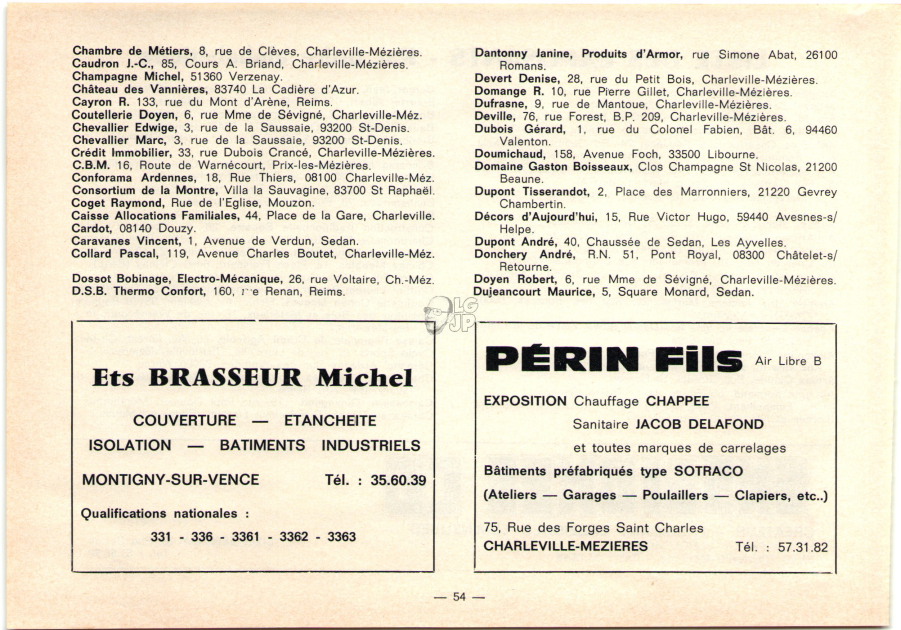 Chambre de Métiers, 8, rue de Clèves, Charleville-Mézières.
Caudron J.-C., 85, Cours A. Briand, Charleville-Mézières.
Champagne Michel, 51360 Verzenay.
Château des Vannières, 83740 La Cadière d'Azur.
Cayron R. 133, rue du Mont d'Arène, Reims.
Coutellerie Doyen, 6, rue Mme de Sévigné, Charleville-Méz.
Chevallier Edwige, 3, rue de la Saussaie, 93200 St-Denis.
Chevallier Marc, 3, rue de la Saussaie, 93200 St-Denis.
Crédit Immobilier, 33, rue Dubois Crancé, Charleville-Mézières.
C.B.M. 16, Route de Warnécourt, Prix-les-Mézières.
Conforama Ardennes, 18, Rue Thiers, 08100 Charleville-Méz.
Consortium de la Montre, Villa la Sauvagine, 83700 St Raphaël.
Coget Raymond, Rue de l'Eglise, Mouzon.
Caisse Allocations Familiales, 44, Place de la Gare, Charleville.
Cardot, 08140 Douzy.
Caravanes Vincent, 1, Avenue de Verdun, Sedan.
Collard Pascal, 119, Avenue Charles Boutet, Charleville-Méz.
Dossot Bobinage, Electro-Mécanique, 26, rue Voltaire, Ch.-Méz.
D.S.B. Thermo Confort, 160, Renan, Reims.
Dantonny Janine, Produits d'Armor, rue Simone Abat, 26100
Romans.
Devert Denise, 28, rue du Petit Bois, Charleville-Mézières.
Domange R. 10, rue Pierre Gillet, Charleville-Mézières.
Dufrasne, 9, rue de Mantoue, Charleville-Mézières.
Deville, 76, rue Forest, B.P. 209, Charleville-Mézières.
Dubois Gérard, 1, rue du Colonel Fabien, Bât. 6, 94460
Valenton.
Doumichaud, 158, Avenue Foch, 33500 Libourne.
Domaine Gaston Boisseaux, Clos Champagne St Nicolas, 21200
Beaune.
Dupont Tisserandot, 2, Place des Marronniers, 21220 Gevrey
Chambertin.
Décors d'Aujourd'hui, 15, Rue Victor Hugo, 59440 Avesnes-s/
Helpe.
Dupont André, 40, Chaussée de Sedan, Les Ayvelles.
Donchery André, R.N. 51, Pont Royal, 08300 Châtelet-s/
Retourne.
Doyen Robert, 6, rue Mme de Sévigné, Charleville-Mézières.
Dujeancourt Maurice, 5, Square Monard, Sedan.
LG
JP
Ets BRASSEUR Michel
COUVERTURE — ETANCHEITE
ISOLATION — BATIMENTS INDUSTRIELS
MONTIGNY-SUR-VENCE Tél. : 35.60.39
Qualifications nationales :
331 - 336 - 3361 - 3362 - 3363
PÉRIN Fils Air Libre B
EXPOSITION Chauffage CHAPPEE
Sanitaire JACOB DELAFOND
et toutes marques de carrelages
Bâtiments préfabriqués type SOTRACO
(Ateliers — Garages — Poulaillers — Clapiers, etc..)
75, Rue des Forges Saint Charles
CHARLEVILLE-MEZIERES Tél. : 57.31.82
— 54 —